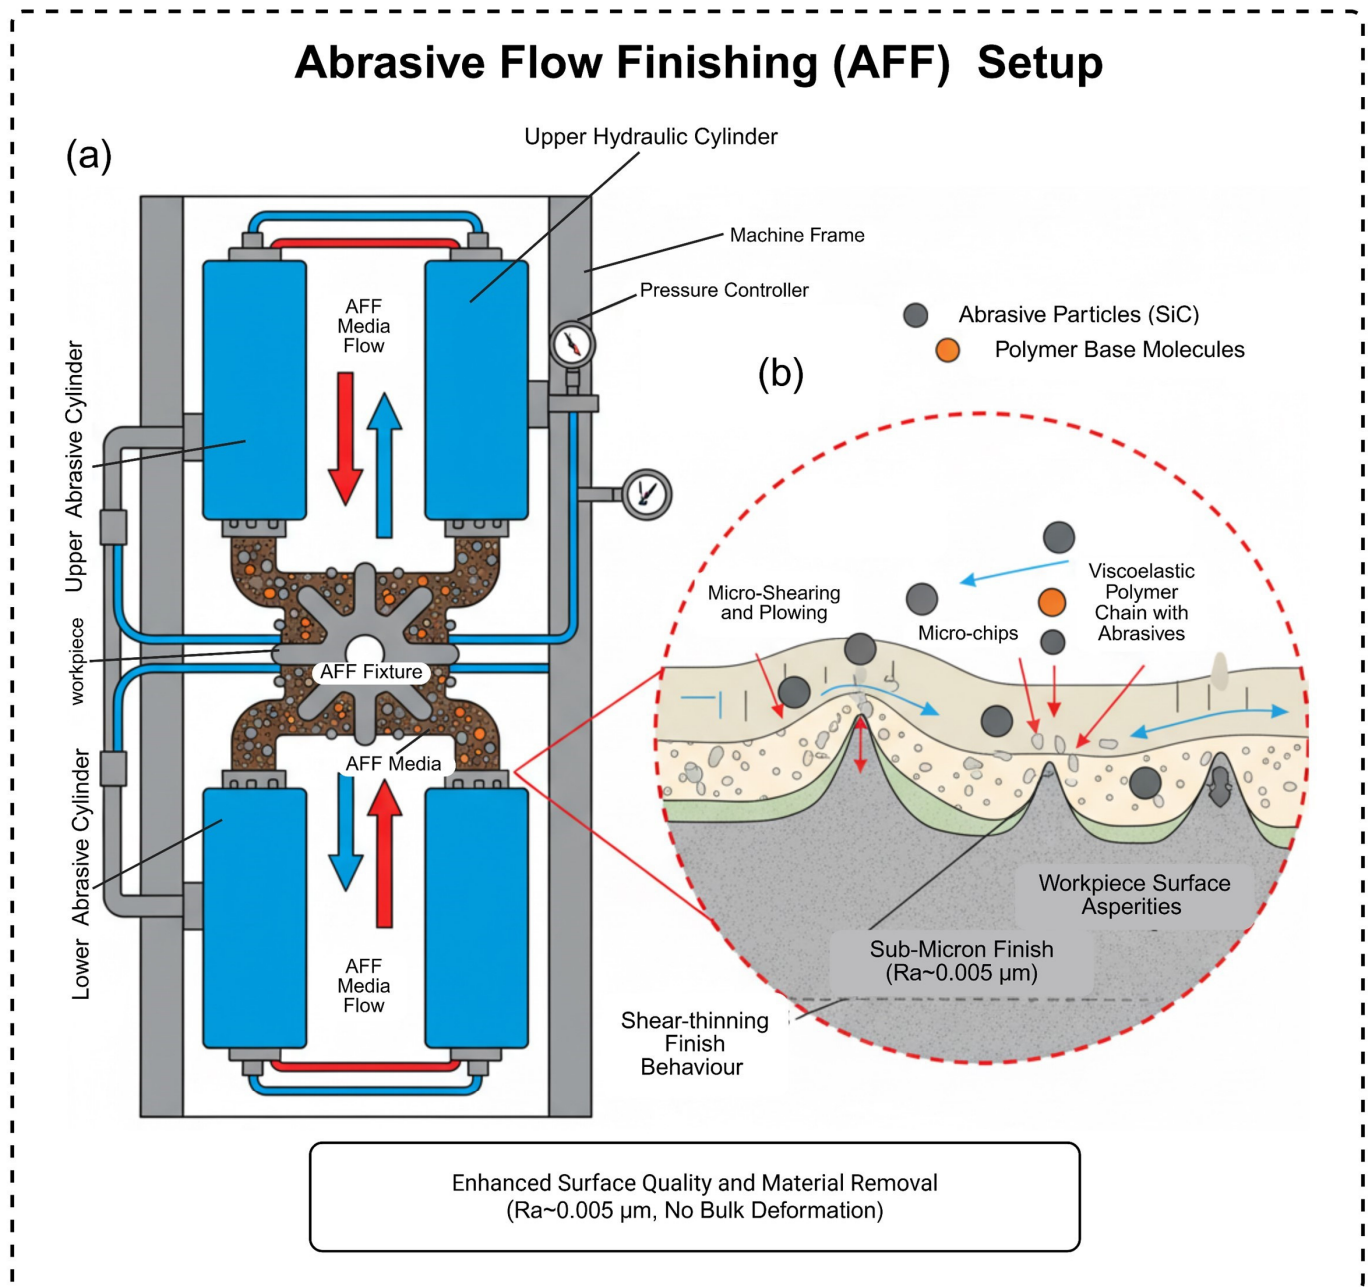 Abrasive Flow Finishing (AFF) Setup
(a)
Upper Hydraulic Cylinder
Machine Frame
Pressure Controller
AFF
Media
Flow
Upper Abrasive Cylinder
workpiece
AFF Fixture
AFF Media
Lower Abrasive Cylinder
AFF
Media
Flow
Abrasive Particles (SiC)
Polymer Base Molecules
(b)
Micro-Shearing
and Plowing
Micro-chips
Viscoelastic
Polymer
Chain with
Abrasives
Workpiece Surface
Asperities
Sub-Micron Finish
(Ra~0.005 µm)
Shear-thinning
Finish
Behaviour
Enhanced Surface Quality and Material Removal
(Ra~0.005 µm, No Bulk Deformation)